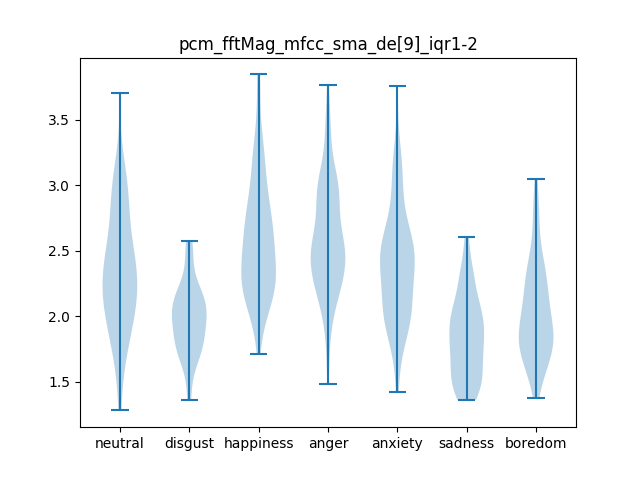 pcm_fftMag_mfcc_sma_de[9]_iqr1-2
3.5
3.0
2.5
2.0
1.5
neutral disgust happiness anger anxiety sadness boredom